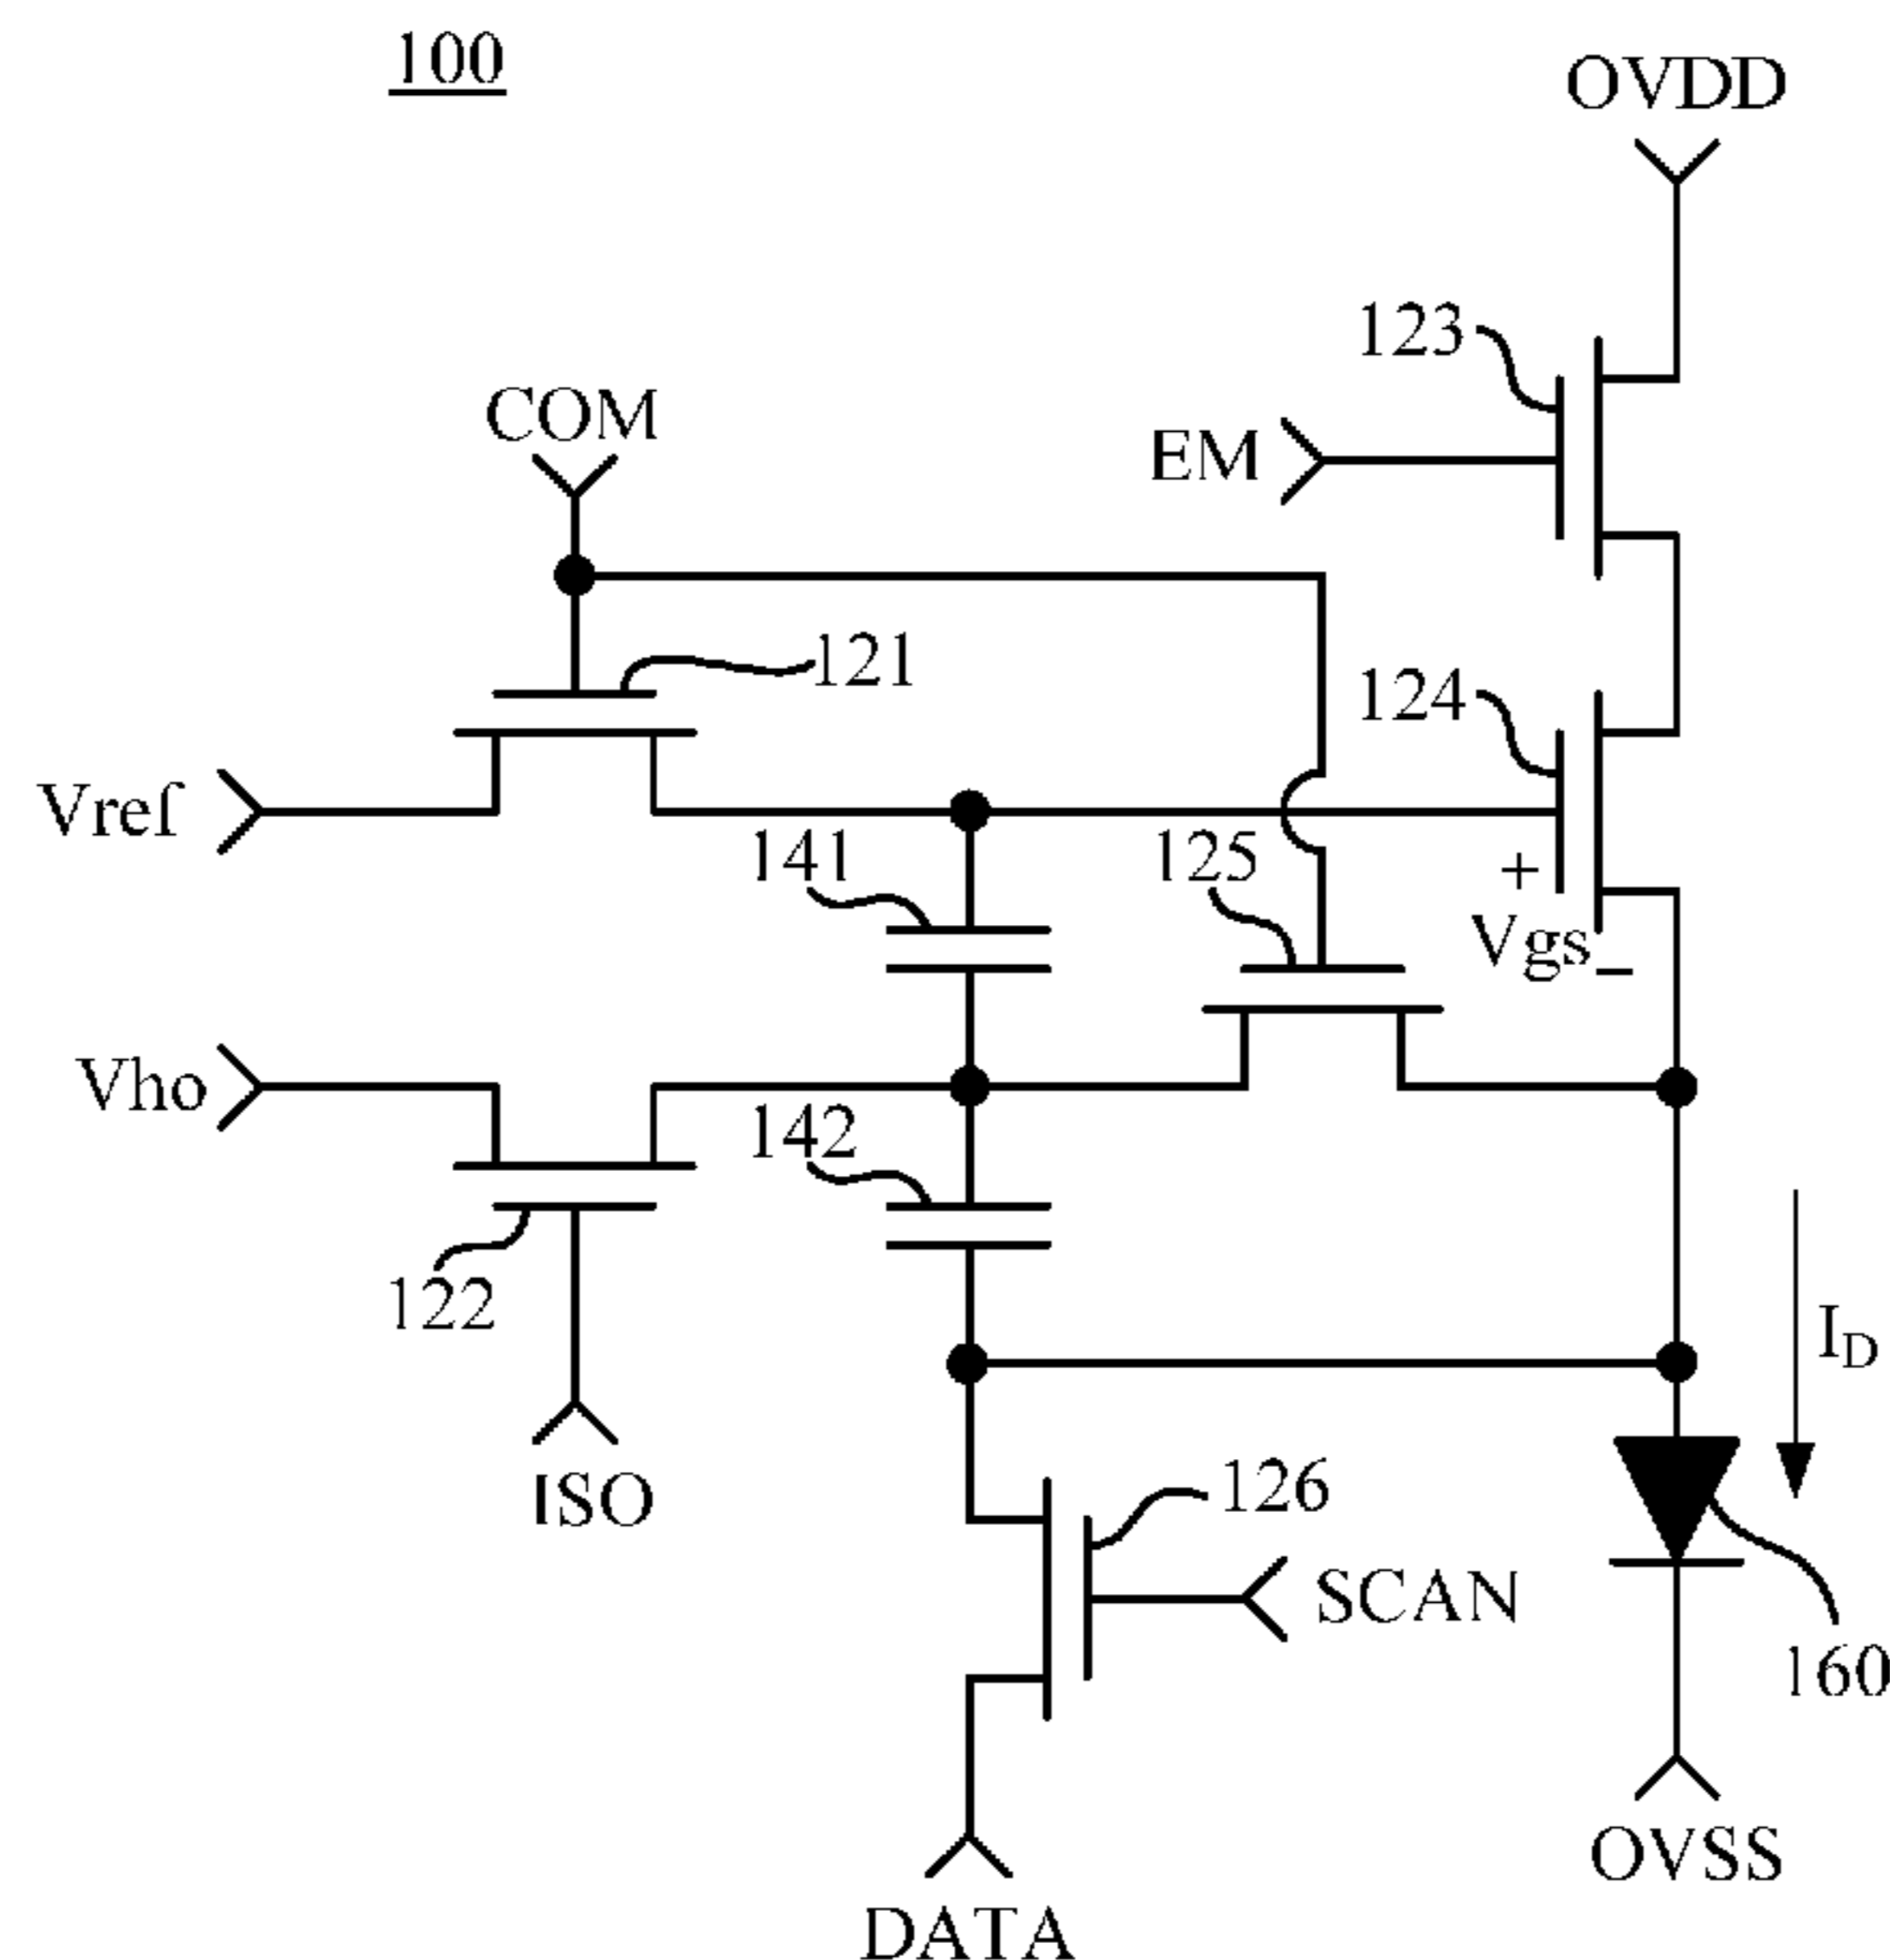 100
OVDD
123
COM
EM
121
124
Vref
141
125
+
Vgs
−
Vho
142
122
I_D
ISO
126
SCAN
160
OVSS
DATA